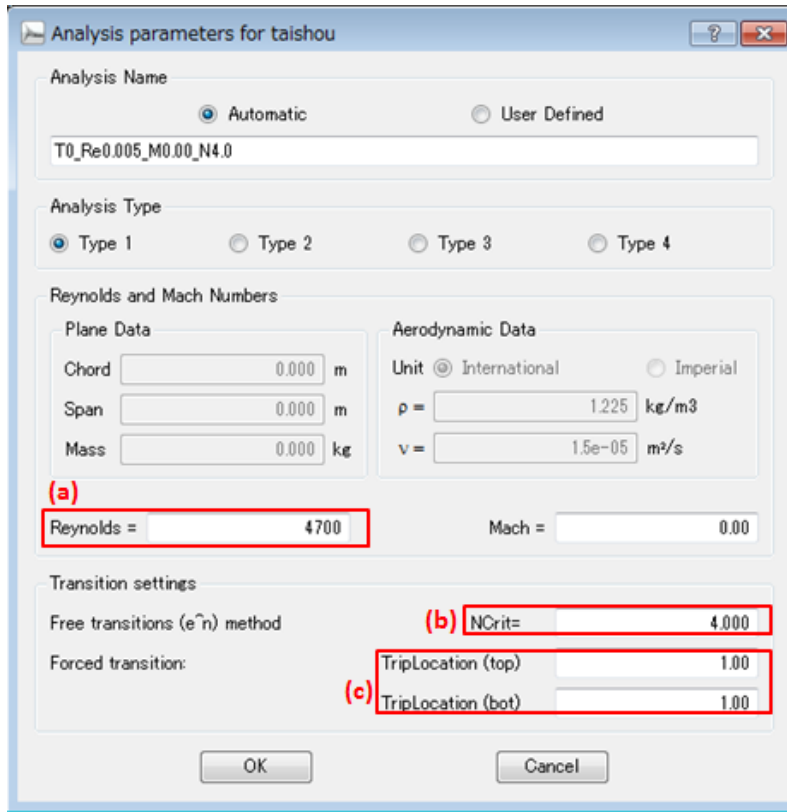 Analysis parameters for taishou
Analysis Name
Automatic User Defined
T0_Re0.005_M0.00_N4.0
Analysis Type
Type 1 Type 2 Type 3 Type 4
Reynolds and Mach Numbers
Plane Data Aerodynamic Data
Chord 0.000 m Unit International Imperial
Span 0.000 m ρ = 1.225 kg/m3
Mass 0.000 kg ν = 1.5e-05 m²/s
(a)
Reynolds = 4700 Mach = 0.00
Transition settings
Free transitions (e^n) method (b) NCrit= 4.000
Forced transition: TripLocation (top) 1.00
(c) TripLocation (bot) 1.00
OK Cancel